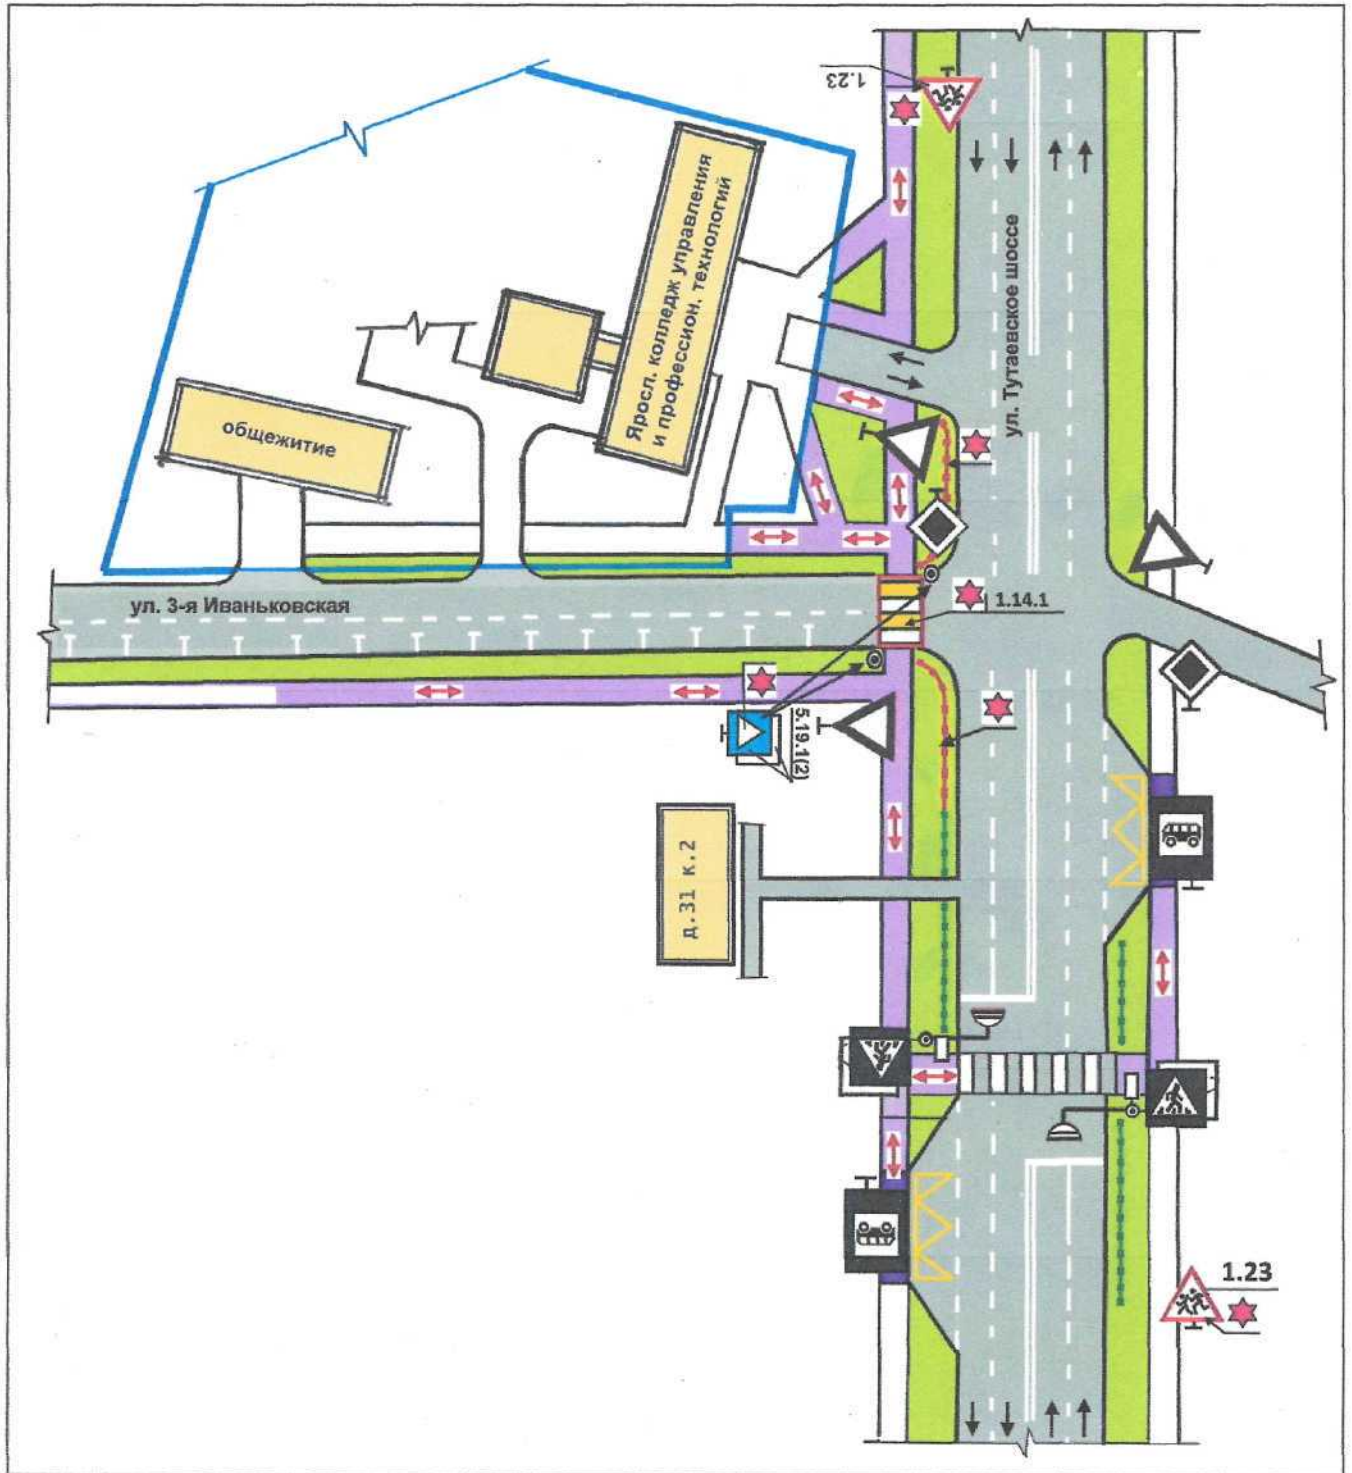 1.23
ул. Тутаевское шоссе
Яросл. колледж управления
и профессион. технологий
общежитие
ул. 3-я Иваньковская
1.14.1
5.19.1(2)
д.31 к.2
1.23